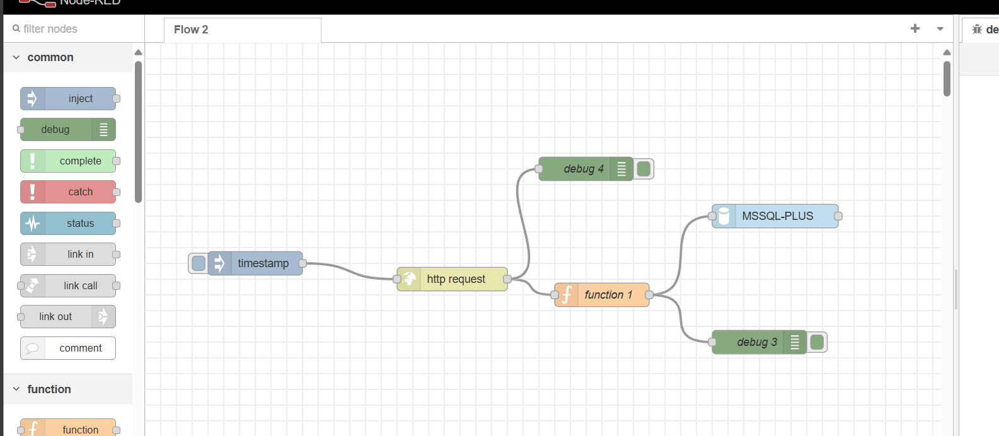 Node-RED
filter nodes
Flow 2
de
common
inject
debug
complete
catch
status
link in
link call
link out
comment
function
function
debug 4
MSSQL-PLUS
timestamp
http request
function 1
debug 3